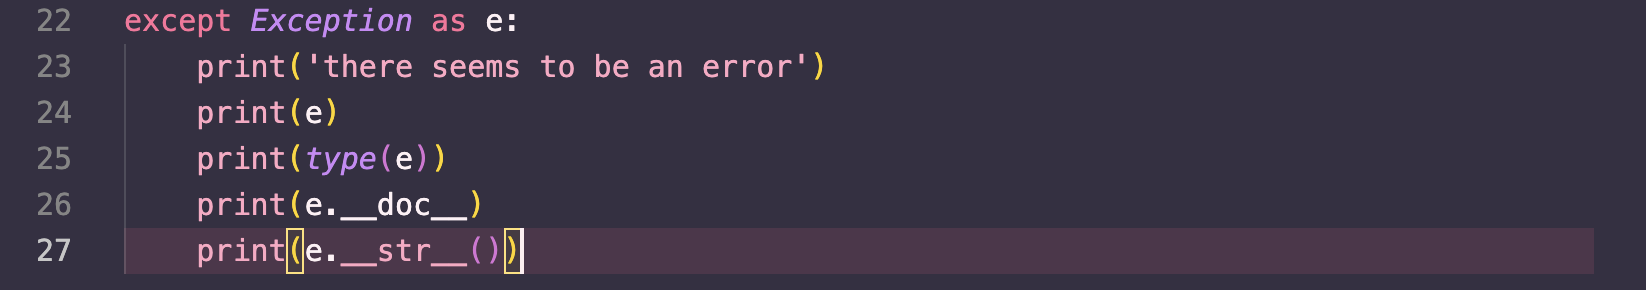 22 except Exception as e:
23     print('there seems to be an error')
24     print(e)
25     print(type(e))
26     print(e.__doc__)
27     print(e.__str__())